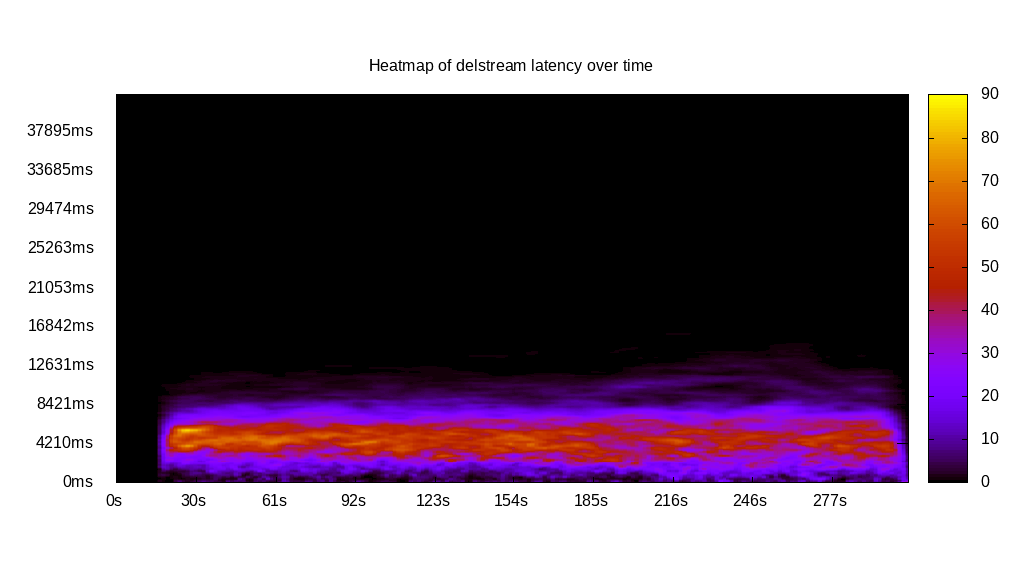 Heatmap of delstream latency over time
37895ms
33685ms
29474ms
25263ms
21053ms
16842ms
12631ms
8421ms
4210ms
0ms
0s 30s 61s 92s 123s 154s 185s 216s 246s 277s
90
80
70
60
50
40
30
20
10
0